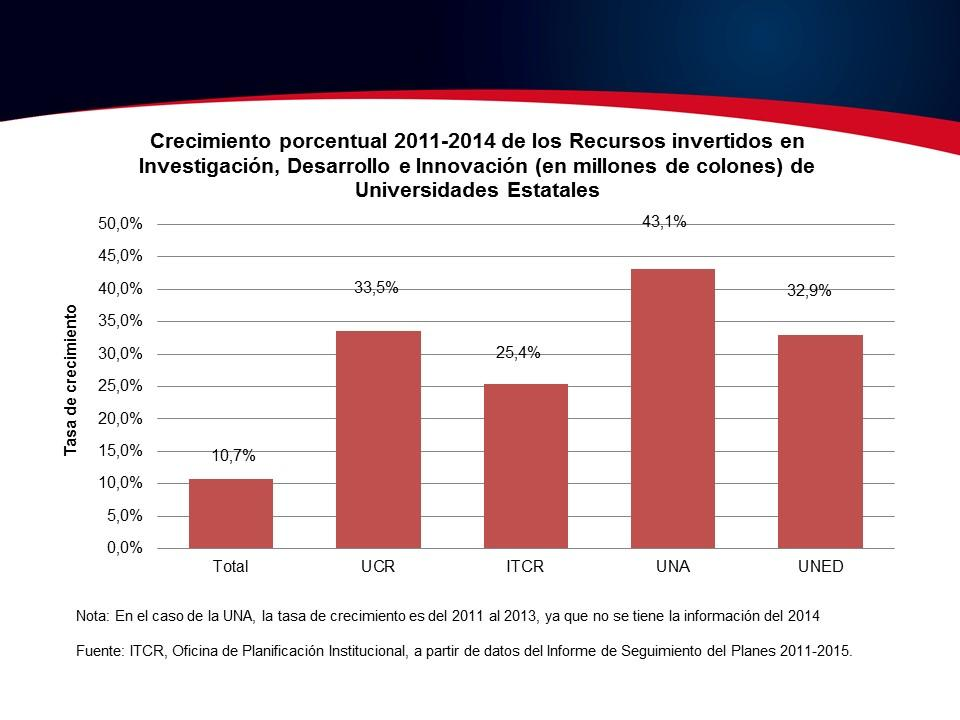 Crecimiento porcentual 2011-2014 de los Recursos invertidos en
Investigación, Desarrollo e Innovación (en millones de colones) de
Universidades Estatales
Tasa de crecimiento
50,0%
45,0%
40,0%
35,0%
30,0%
25,0%
20,0%
15,0%
10,0%
5,0%
0,0%
10,7%
33,5%
25,4%
43,1%
32,9%
Total
UCR
ITCR
UNA
UNED
Nota: En el caso de la UNA, la tasa de crecimiento es del 2011 al 2013, ya que no se tiene la información del 2014
Fuente: ITCR, Oficina de Planificación Institucional, a partir de datos del Informe de Seguimiento del Planes 2011-2015.